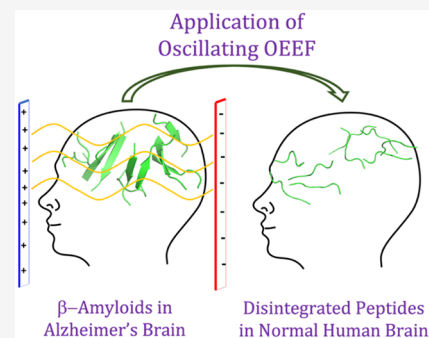 Application of
Oscillating OEEF
+
+
+
+
+
+
+
+
+
-
-
-
-
-
-
-
-
β–Amyloids in
Alzheimer's Brain
Disintegrated Peptides
in Normal Human Brain